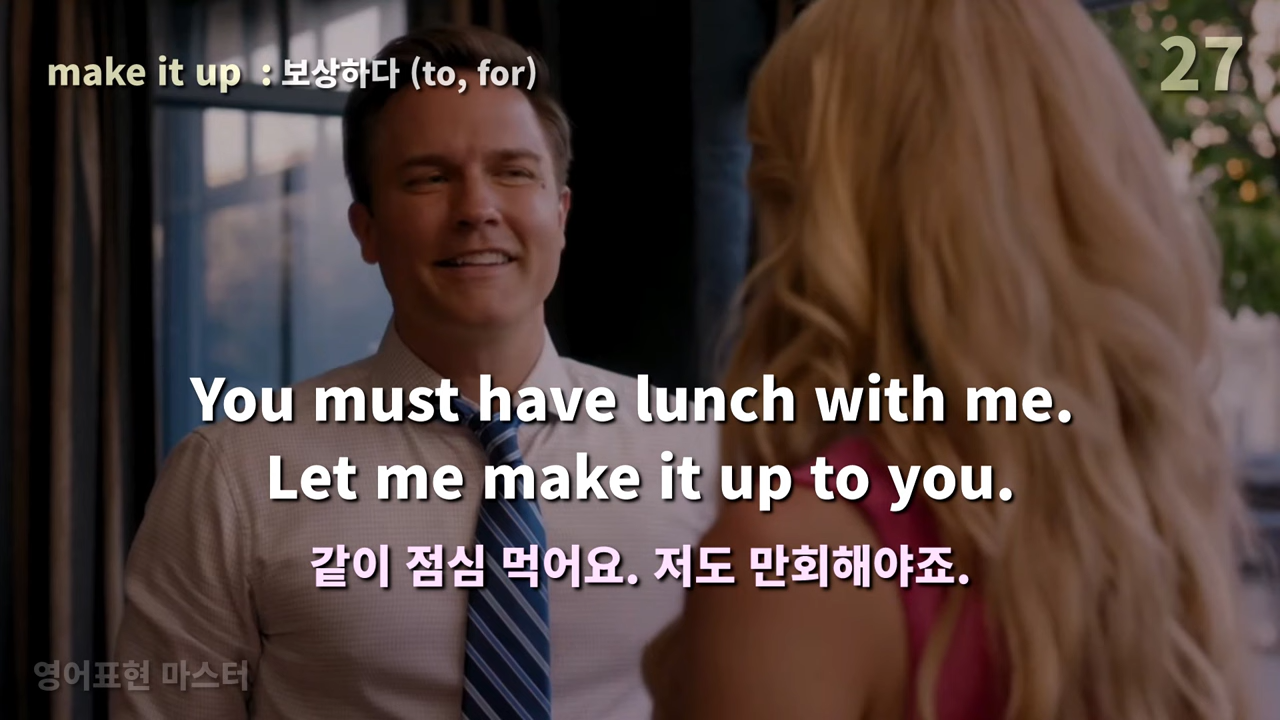 make it up : 보상하다 (to, for)
27
You must have lunch with me.
Let me make it up to you.
같이 점심 먹어요. 저도 만회해야죠.
영어표현 마스터